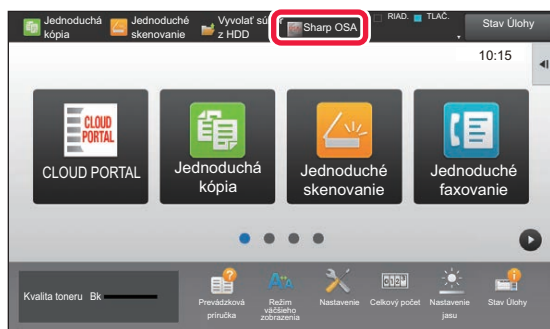 Jednoduchá
kópia
Jednoduché
skenovanie
Vyvolať sú
z HDD
Sharp OSA
RIAD.
TLAČ.
Stav Úlohy
10:15
CLOUD
PORTAL
CLOUD PORTAL
Jednoduchá
kópia
Jednoduché
skenovanie
Jednoduché
faxovanie
Kvalita toneru Bk
Prevádzková
príručka
Režim
väčšieho
zobrazenia
Nastavenie
Celkový počet
Nastavenie
jasu
Stav Úlohy